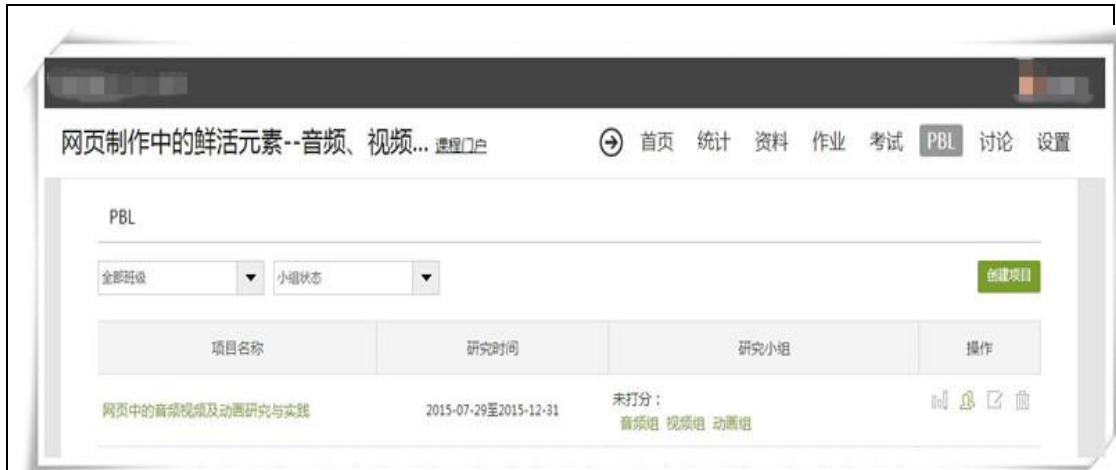 网页制作中的鲜活元素--音频、视频... 课程门户 首页 统计 资料 作业 考试 PBL 讨论 设置
PBL
全部班级 小组状态 创建项目
项目名称 研究时间 研究小组 操作
网页中的音频视频及动画研究与实践 2015-07-29至2015-12-31 未打分：
音频组 视频组 动画组